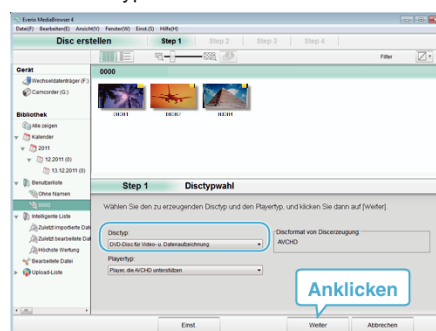 Everio MediaBrowser 4
Datei(F) Bearbeiten(E) Ansicht(V) Fenster(W) Einst.(S) Hilfe(H)
Disc erstellen Step 1 Step 2 Step 3 Step 4
Filter
Gerät
Wechseldatenträger (F:)
Camcorder (G:)
Bibliothek
Alle zeigen
Kalender
2011
12.2011 (0)
13.12.2011 (0)
Benutzerliste
Ohne Namen
0000
Intelligente Liste
Zuletzt importierte Dat
Zuletzt bearbeitete Dat
Höchste Wertung
Bearbeitete Datei
Upload-Liste
0000
Step 1 Disctypwahl
Wählen Sie den zu erzeugenden Disctyp und den Playertyp, und klicken Sie dann auf [Weiter].
Disctyp:
DVD-Disc für Video- u. Datenaufzeichnung
Playertyp:
Player, die AVCHD unterstützen
Discformat von Discerzeugung:
AVCHD
Anklicken
Einst. Weiter Abbrechen